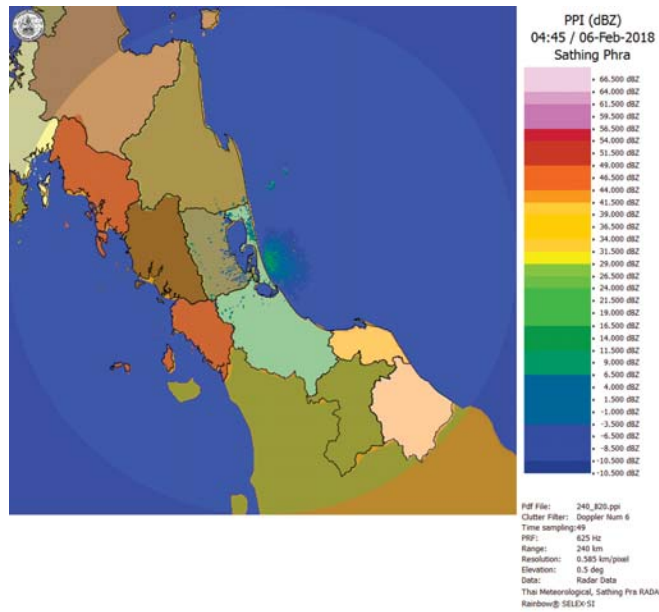 PPI (dBZ)
04:45 / 06-Feb-2018
Sathing Phra
66.500 dBZ
64.000 dBZ
61.500 dBZ
59.500 dBZ
56.500 dBZ
54.000 dBZ
51.500 dBZ
49.000 dBZ
46.500 dBZ
44.000 dBZ
41.500 dBZ
39.000 dBZ
36.500 dBZ
34.000 dBZ
31.500 dBZ
29.000 dBZ
26.500 dBZ
24.000 dBZ
21.500 dBZ
19.000 dBZ
14.000 dBZ
11.500 dBZ
9.000 dBZ
6.500 dBZ
4.000 dBZ
1.500 dBZ
-1.000 dBZ
-3.500 dBZ
-6.500 dBZ
-8.500 dBZ
-10.500 dBZ
-10.500 dBZ
Pdf File: 240_820.ppi
Clutter Filter: Doppler Num 6
Time sampling:49
PRF: 625 Hz
Range: 240 km
Resolution: 0.585 km/pixel
Elevation: 0.5 deg
Data: Radar Data
Thai Meteorological, Sathing Pra RADA
Rainbow® SELEX-SI